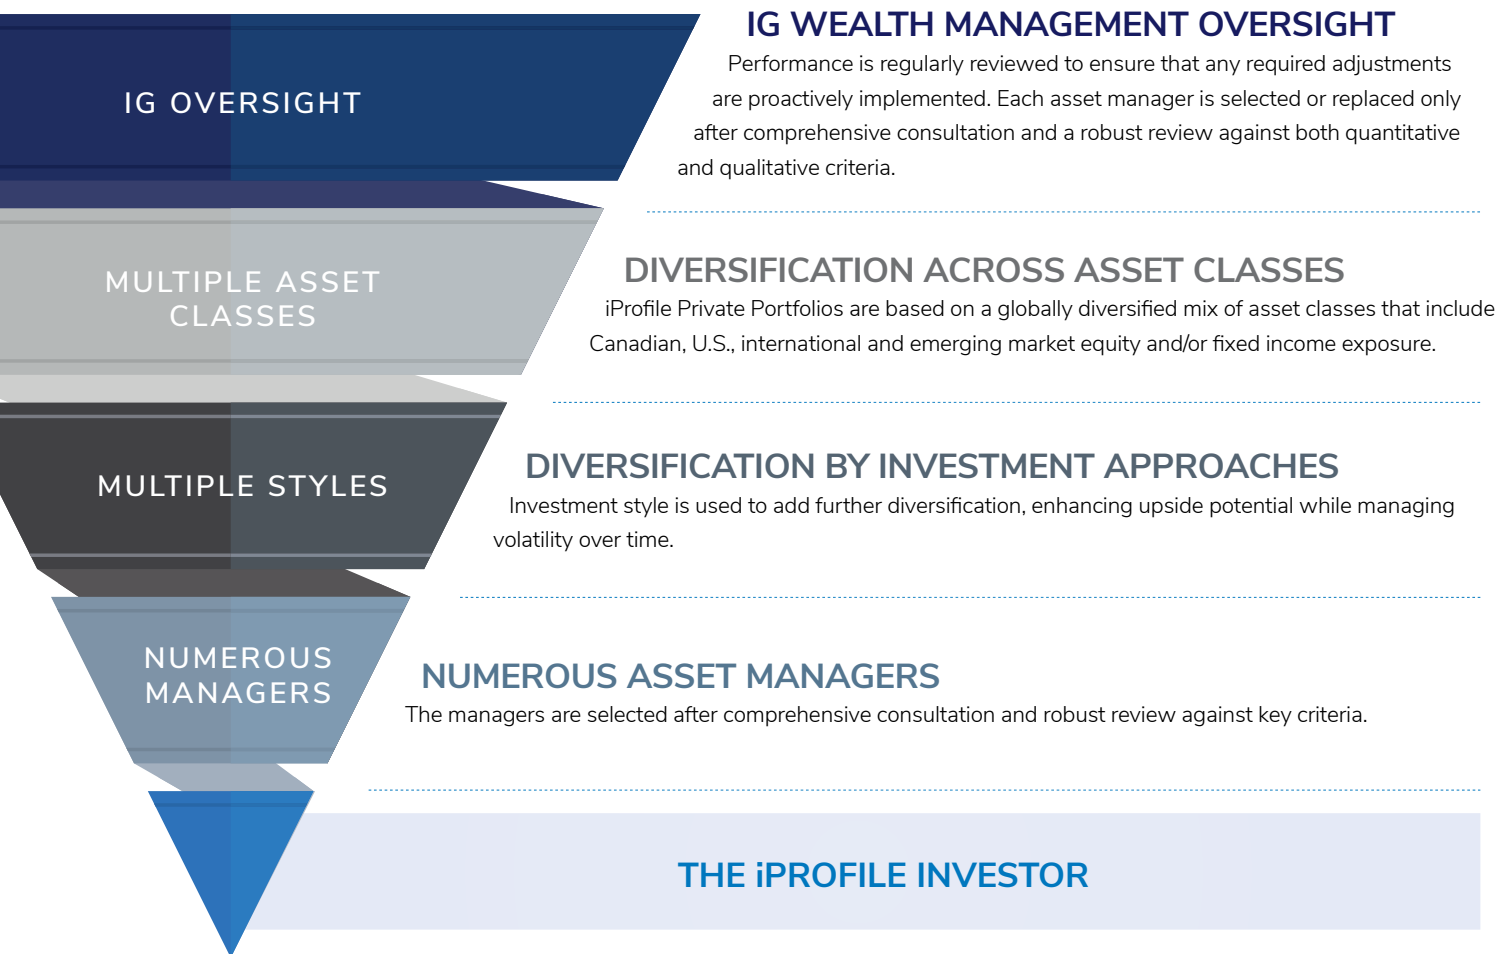 IG OVERSIGHT
IG WEALTH MANAGEMENT OVERSIGHT
Performance is regularly reviewed to ensure that any required adjustments
are proactively implemented. Each asset manager is selected or replaced only
after comprehensive consultation and a robust review against both quantitative
and qualitative criteria.
MULTIPLE ASSET
CLASSES
DIVERSIFICATION ACROSS ASSET CLASSES
iProfile Private Portfolios are based on a globally diversified mix of asset classes that include
Canadian, U.S., international and emerging market equity and/or fixed income exposure.
MULTIPLE STYLES
DIVERSIFICATION BY INVESTMENT APPROACHES
Investment style is used to add further diversification, enhancing upside potential while managing
volatility over time.
NUMEROUS
MANAGERS
NUMEROUS ASSET MANAGERS
The managers are selected after comprehensive consultation and robust review against key criteria.
THE iPROFILE INVESTOR